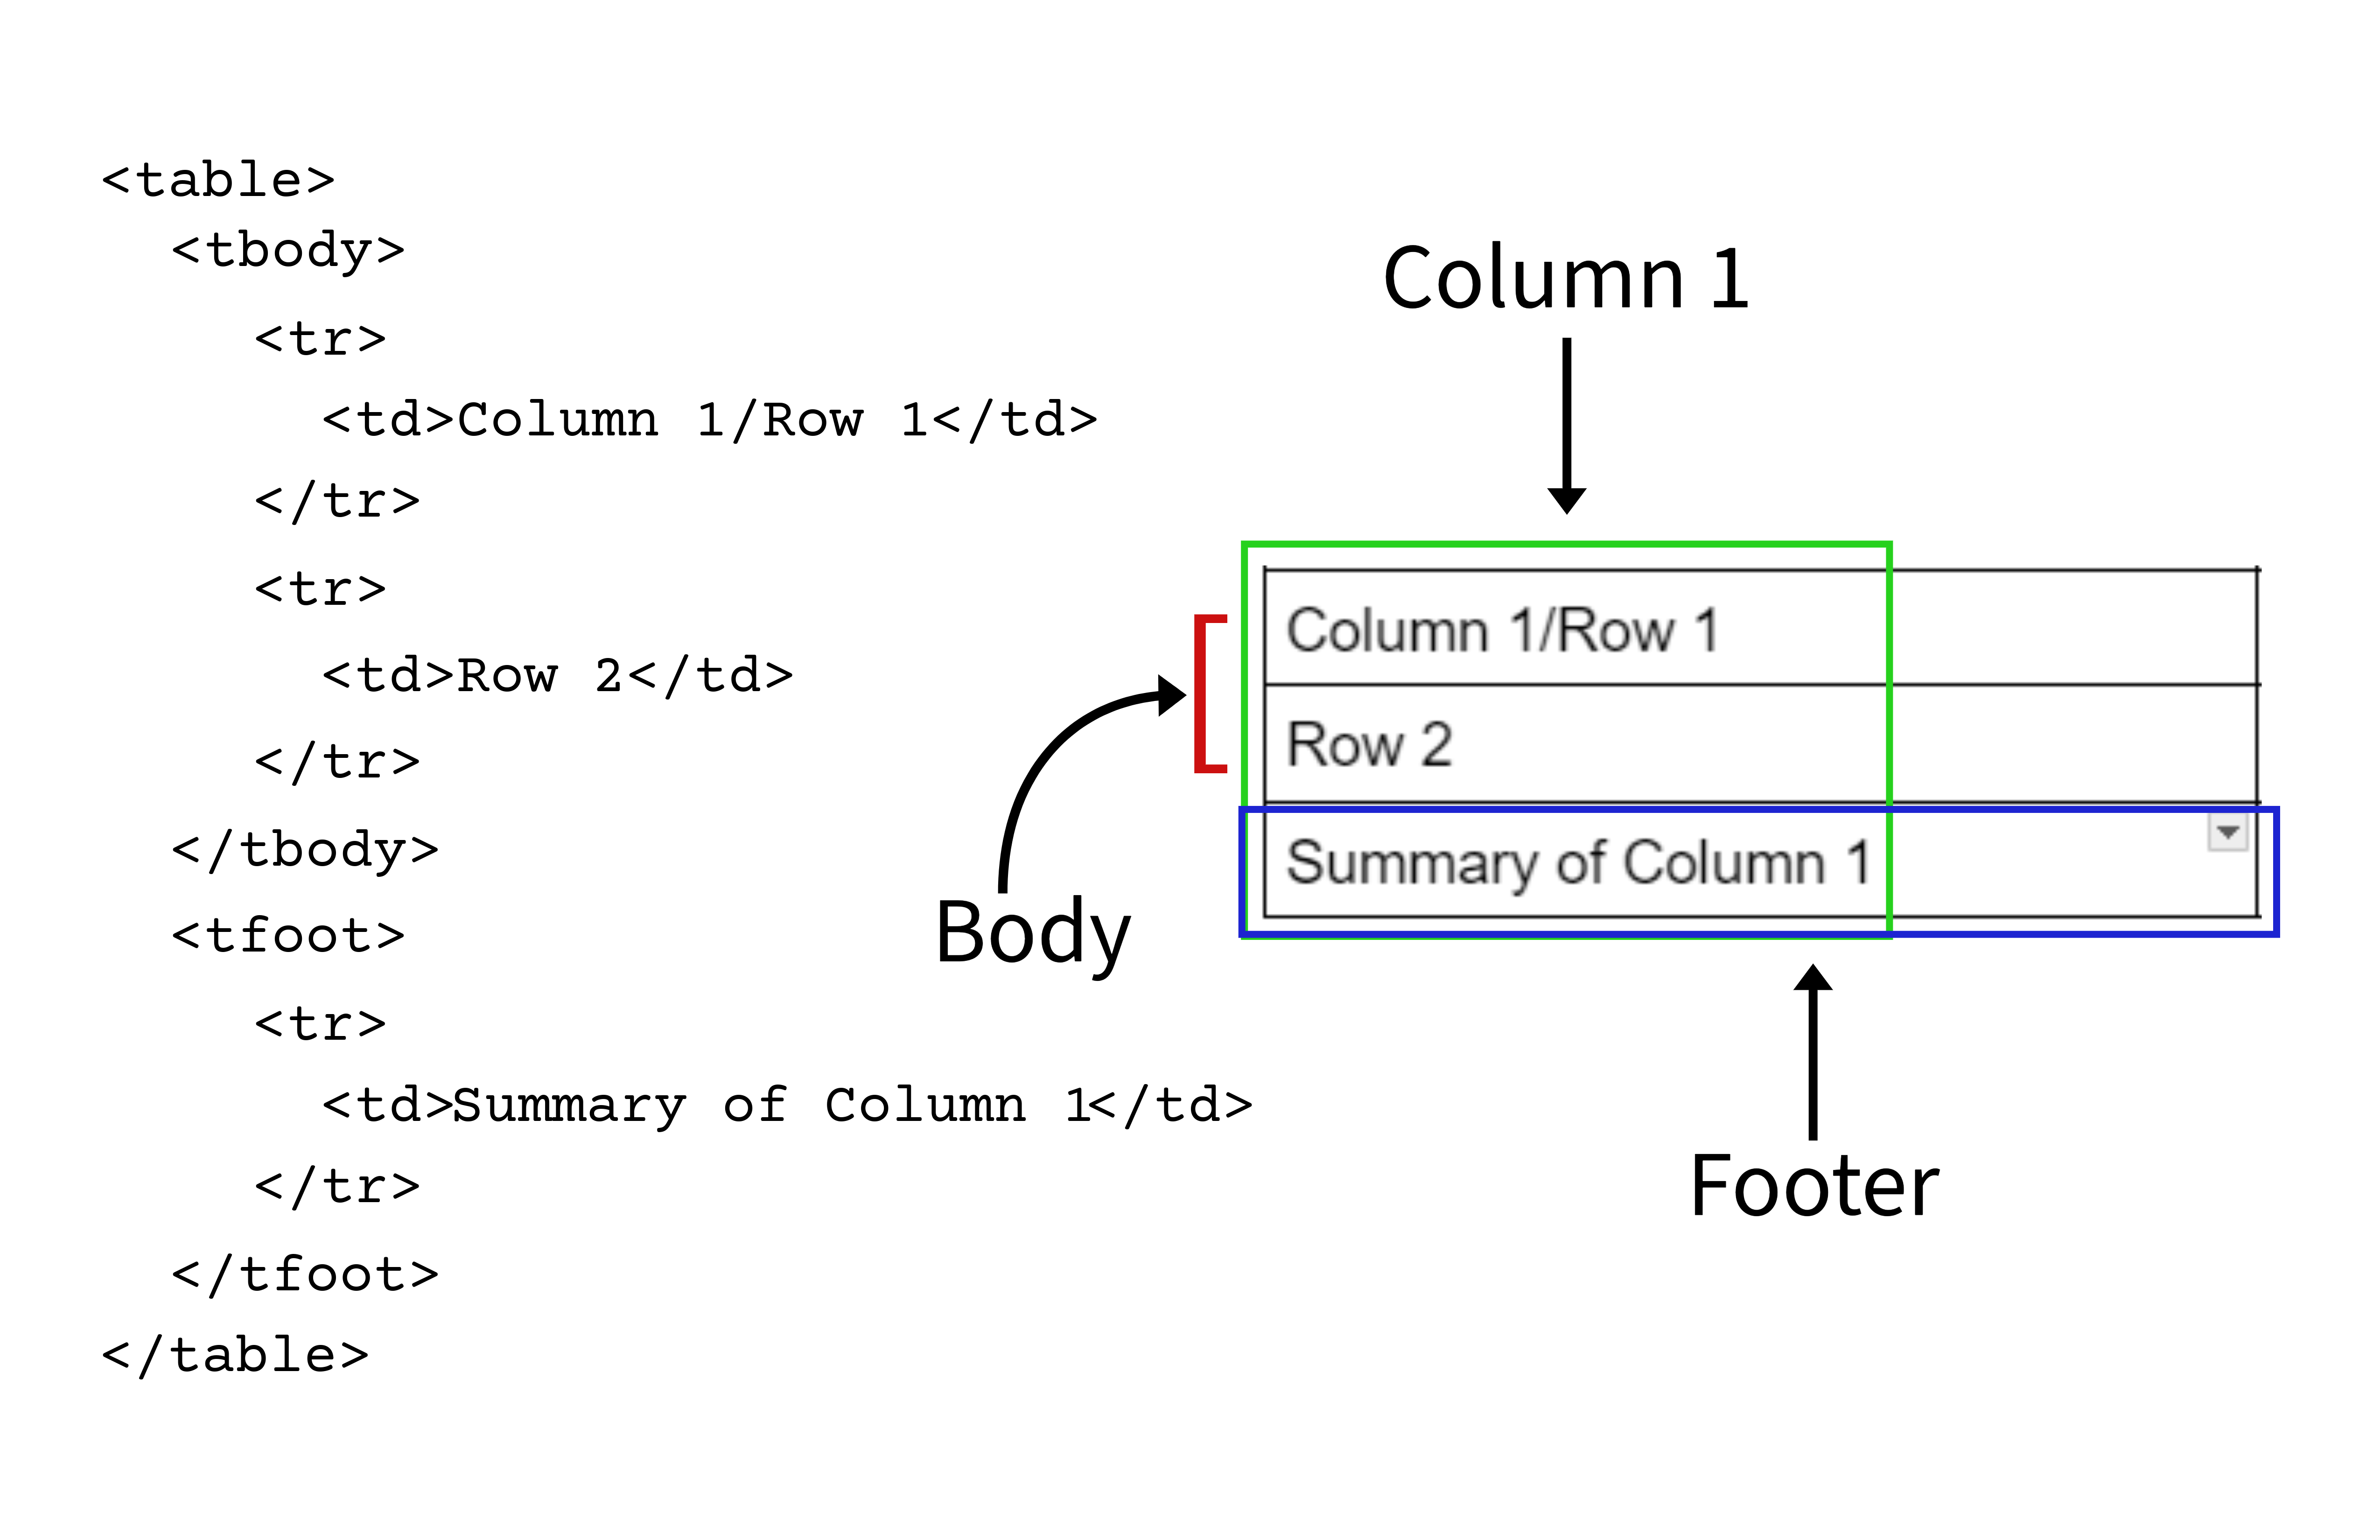 <table>
<tbody>
<tr>
<td>Column 1/Row 1</td>
</tr>
<tr>
<td>Row 2</td>
</tr>
</tbody>
<tfoot>
<tr>
<td>Summary of Column 1</td>
</tr>
</tfoot>
</table>
Column 1
Column 1/Row 1
Row 2
Summary of Column 1
Body
Footer